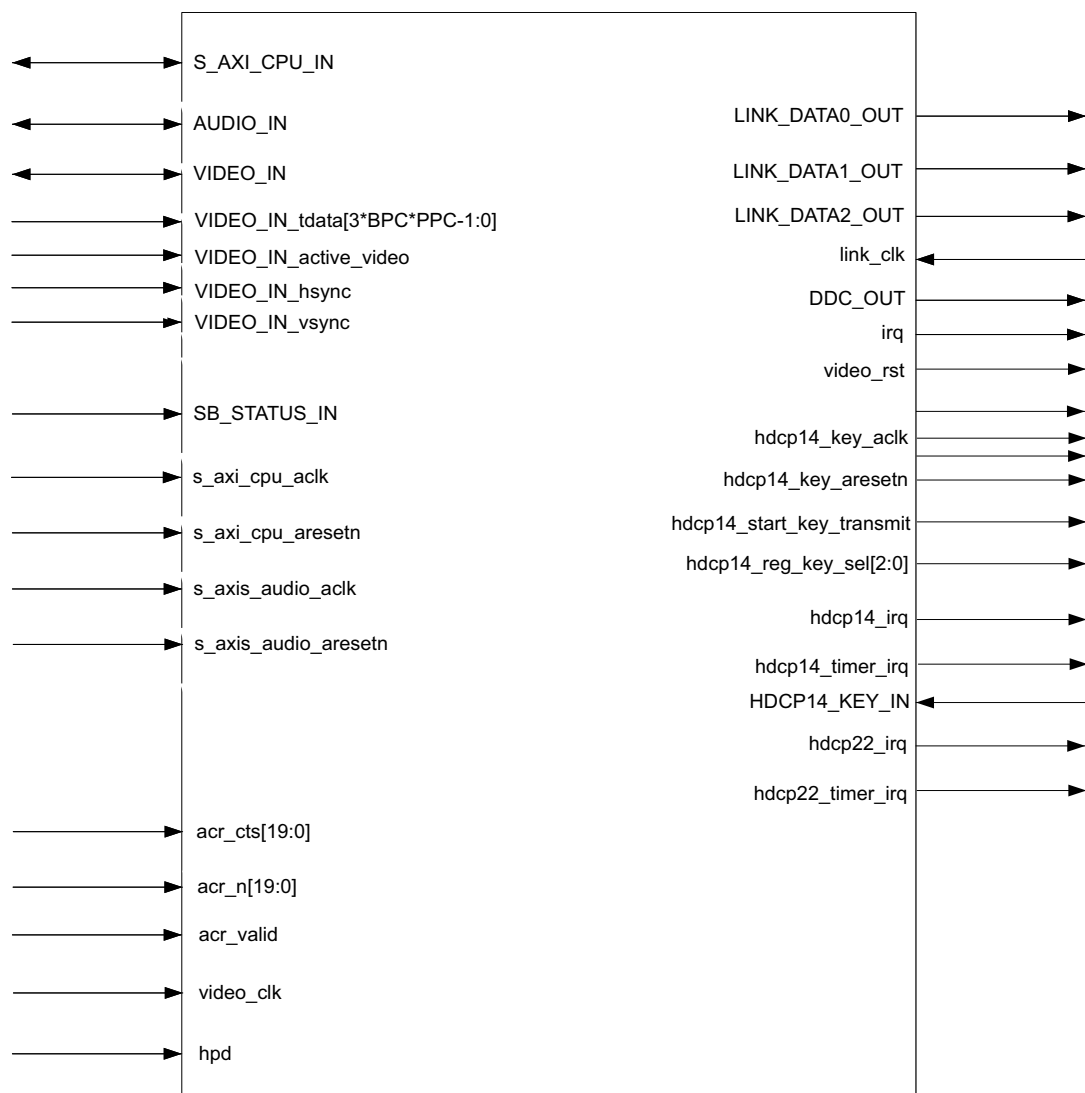 S_AXI_CPU_IN
AUDIO_IN
VIDEO_IN
VIDEO_IN_tdata[3*BPC*PPC-1:0]
VIDEO_IN_active_video
VIDEO_IN_hsync
VIDEO_IN_vsync
SB_STATUS_IN
s_axi_cpu_aclk
s_axi_cpu_aresetn
s_axis_audio_aclk
s_axis_audio_aresetn
acr_cts[19:0]
acr_n[19:0]
acr_valid
video_clk
hpd
LINK_DATA0_OUT
LINK_DATA1_OUT
LINK_DATA2_OUT
link_clk
DDC_OUT
irq
video_rst
hdcp14_key_aclk
hdcp14_key_aresetn
hdcp14_start_key_transmit
hdcp14_reg_key_sel[2:0]
hdcp14_irq
hdcp14_timer_irq
HDCP14_KEY_IN
hdcp22_irq
hdcp22_timer_irq